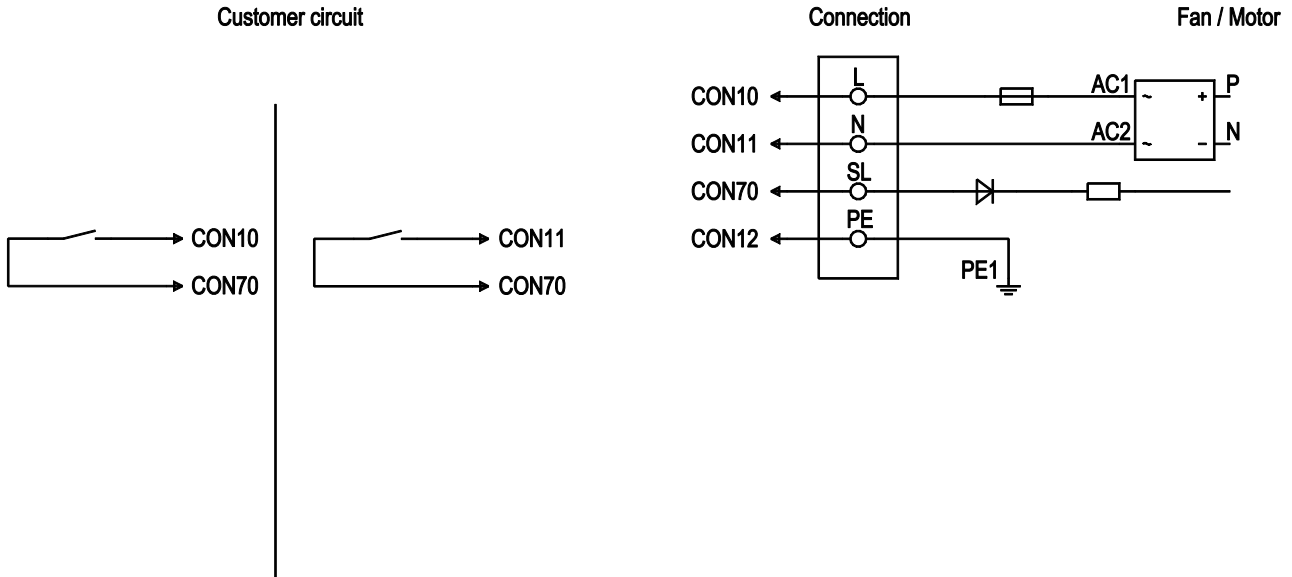 Customer circuit
Connection
Fan / Motor
L
CON10
AC1
~
+
P
N
CON11
AC2
~
–
N
SL
CON70
PE
CON12
PE1
CON10
CON70
CON11
CON70